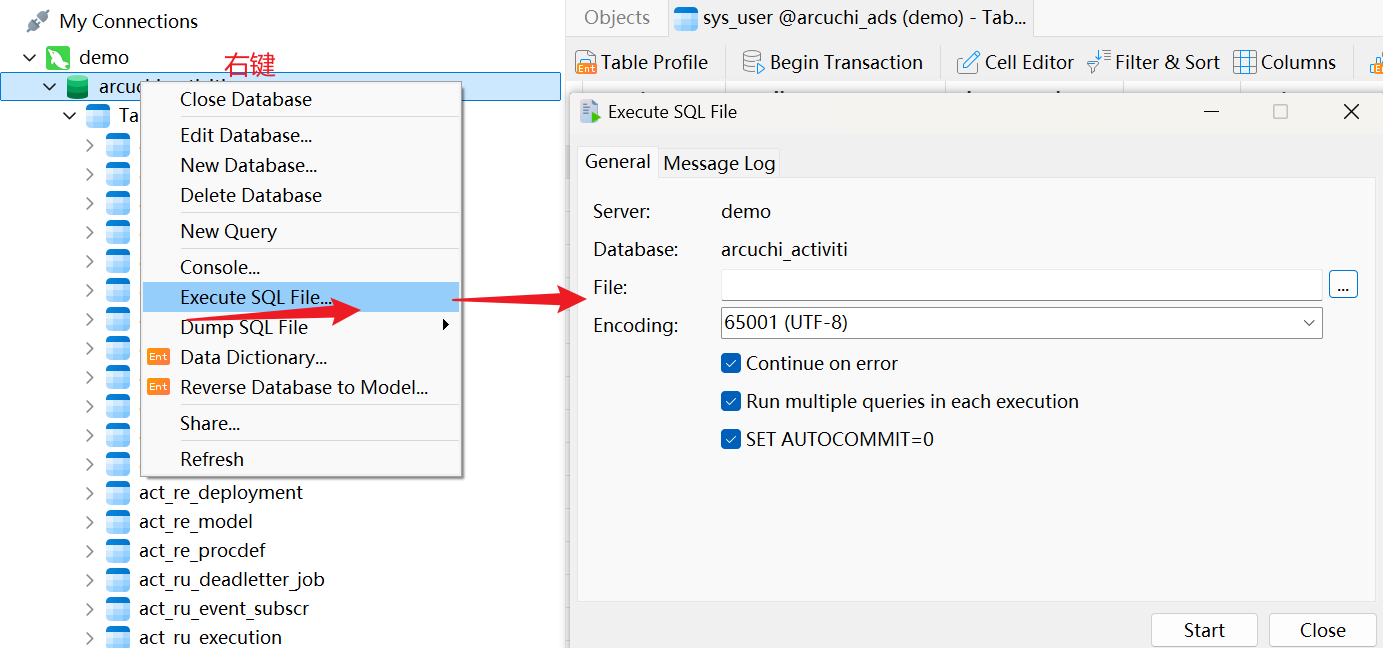 My Connections
demo
右键
Close Database
Edit Database...
New Database...
Delete Database
New Query
Console...
Execute SQL File...
Dump SQL File
Ent Data Dictionary...
Ent Reverse Database to Model...
Share...
Refresh
act_re_deployment
act_re_model
act_re_procdef
act_ru_deadletter_job
act_ru_event_subscr
act_ru_execution
Objects
sys_user @arcuchi_ads (demo) - Tab...
Ent Table Profile
Begin Transaction
Cell Editor
Filter & Sort
Columns
Execute SQL File
General
Message Log
Server: demo
Database: arcuchi_activiti
File:
...
Encoding: 65001 (UTF-8)
Continue on error
Run multiple queries in each execution
SET AUTOCOMMIT=0
Start
Close